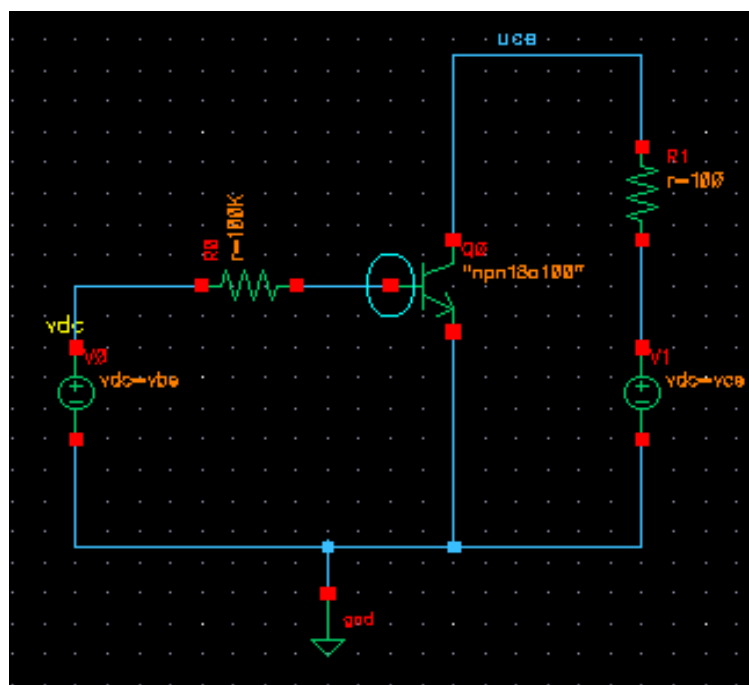 uce
R1
r=100
R0
r=100K
Q0
"npn18a100"
vdc
V0
vdc=vbe
V1
vdc=vce
gnd